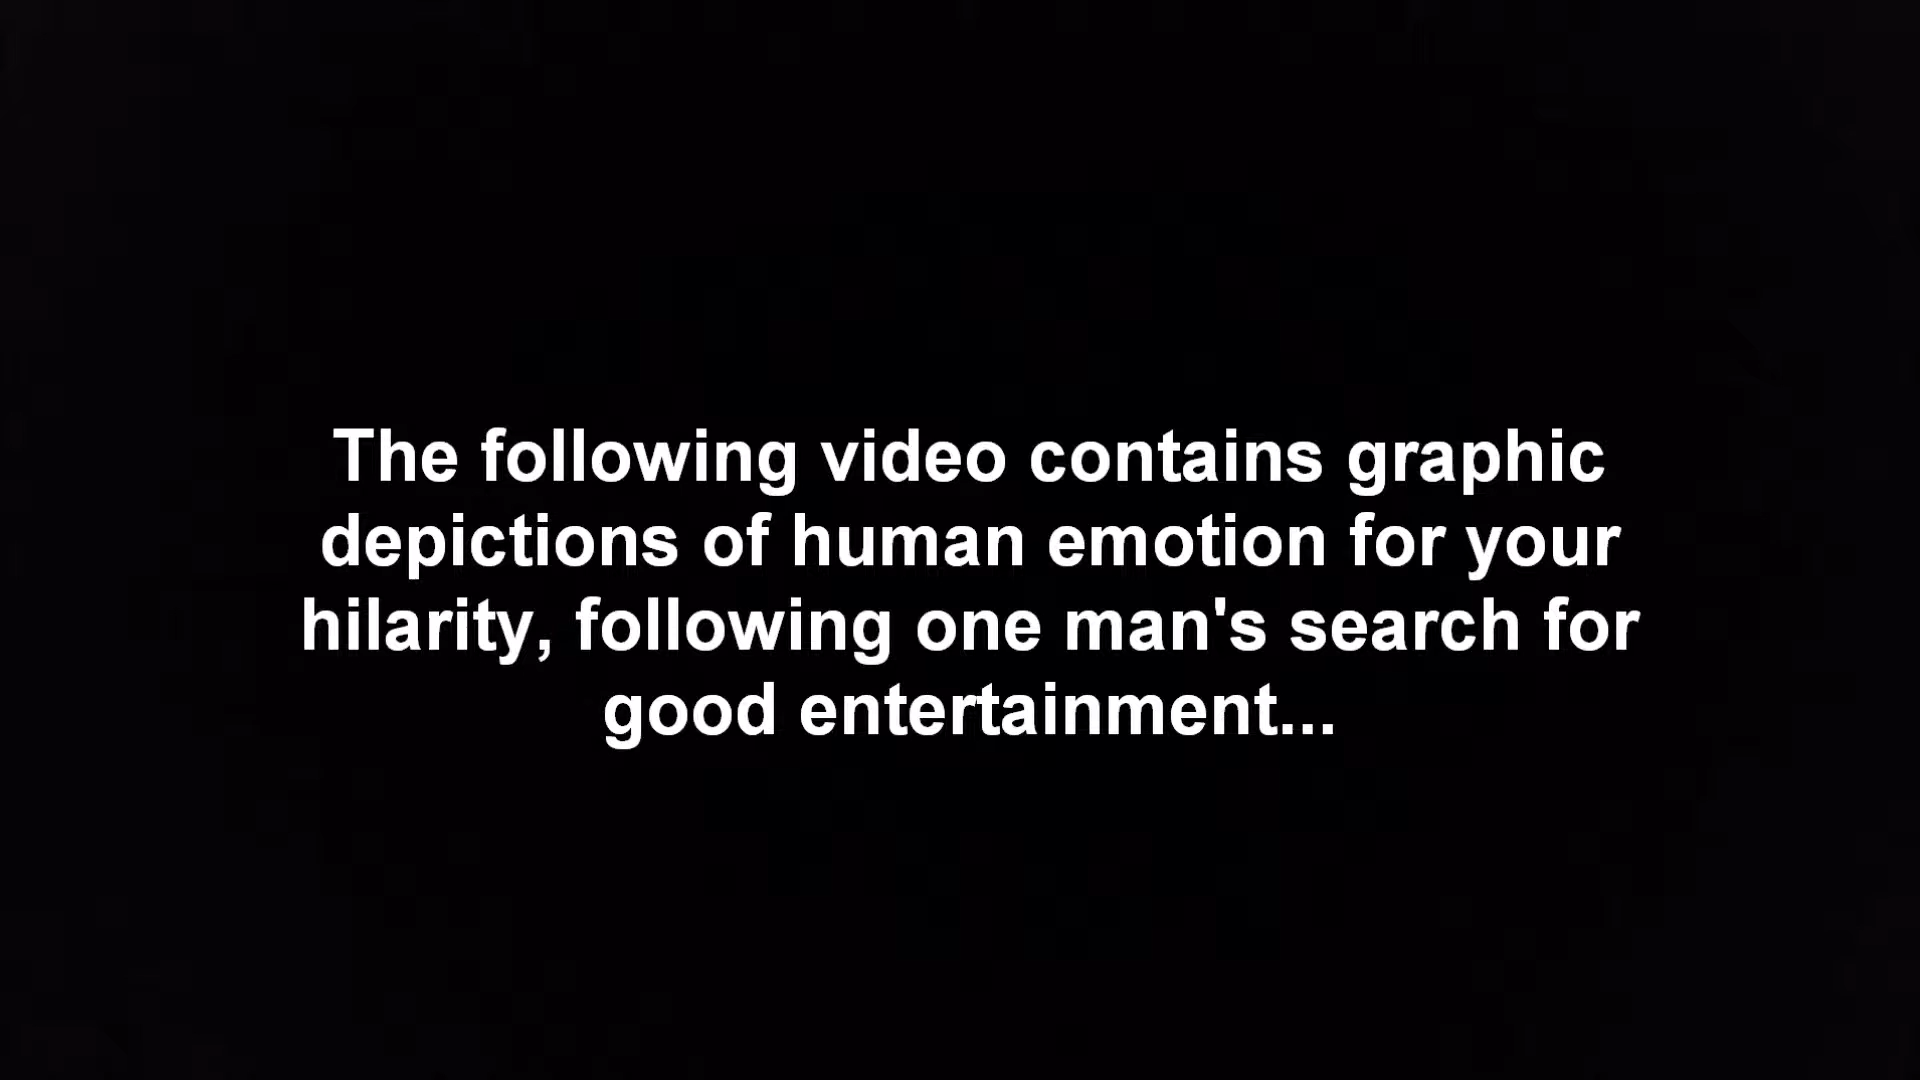 The following video contains graphic
depictions of human emotion for your
hilarity, following one man's search for
good entertainment...